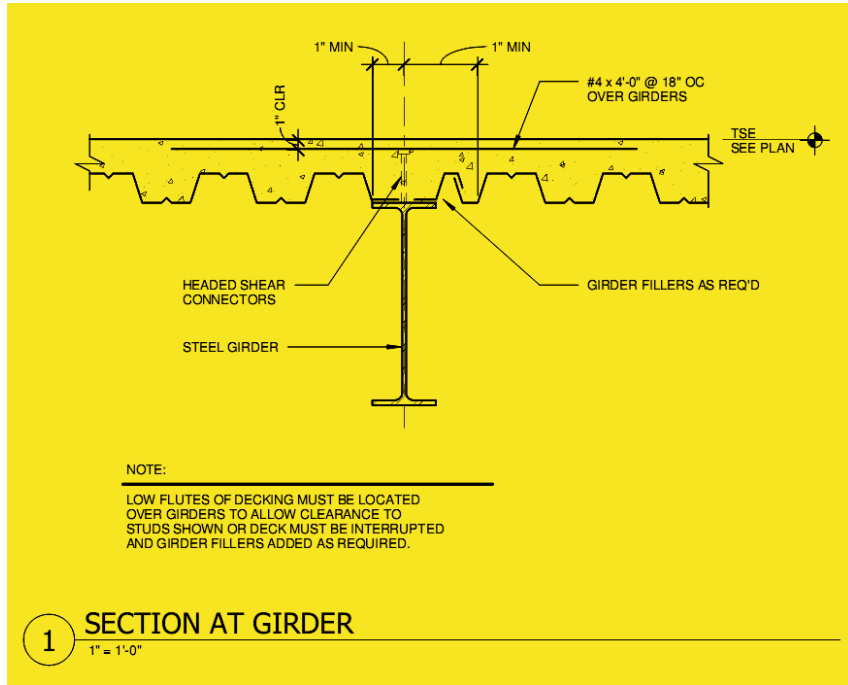 1" MIN
1" MIN
#4 x 4'-0" @ 18" OC
OVER GIRDERS
1" CLR
TSE
SEE PLAN
HEADED SHEAR
CONNECTORS
GIRDER FILLERS AS REQ'D
STEEL GIRDER
NOTE:
LOW FLUTES OF DECKING MUST BE LOCATED
OVER GIRDERS TO ALLOW CLEARANCE TO
STUDS SHOWN OR DECK MUST BE INTERRUPTED
AND GIRDER FILLERS ADDED AS REQUIRED.
1 SECTION AT GIRDER
1" = 1'-0"